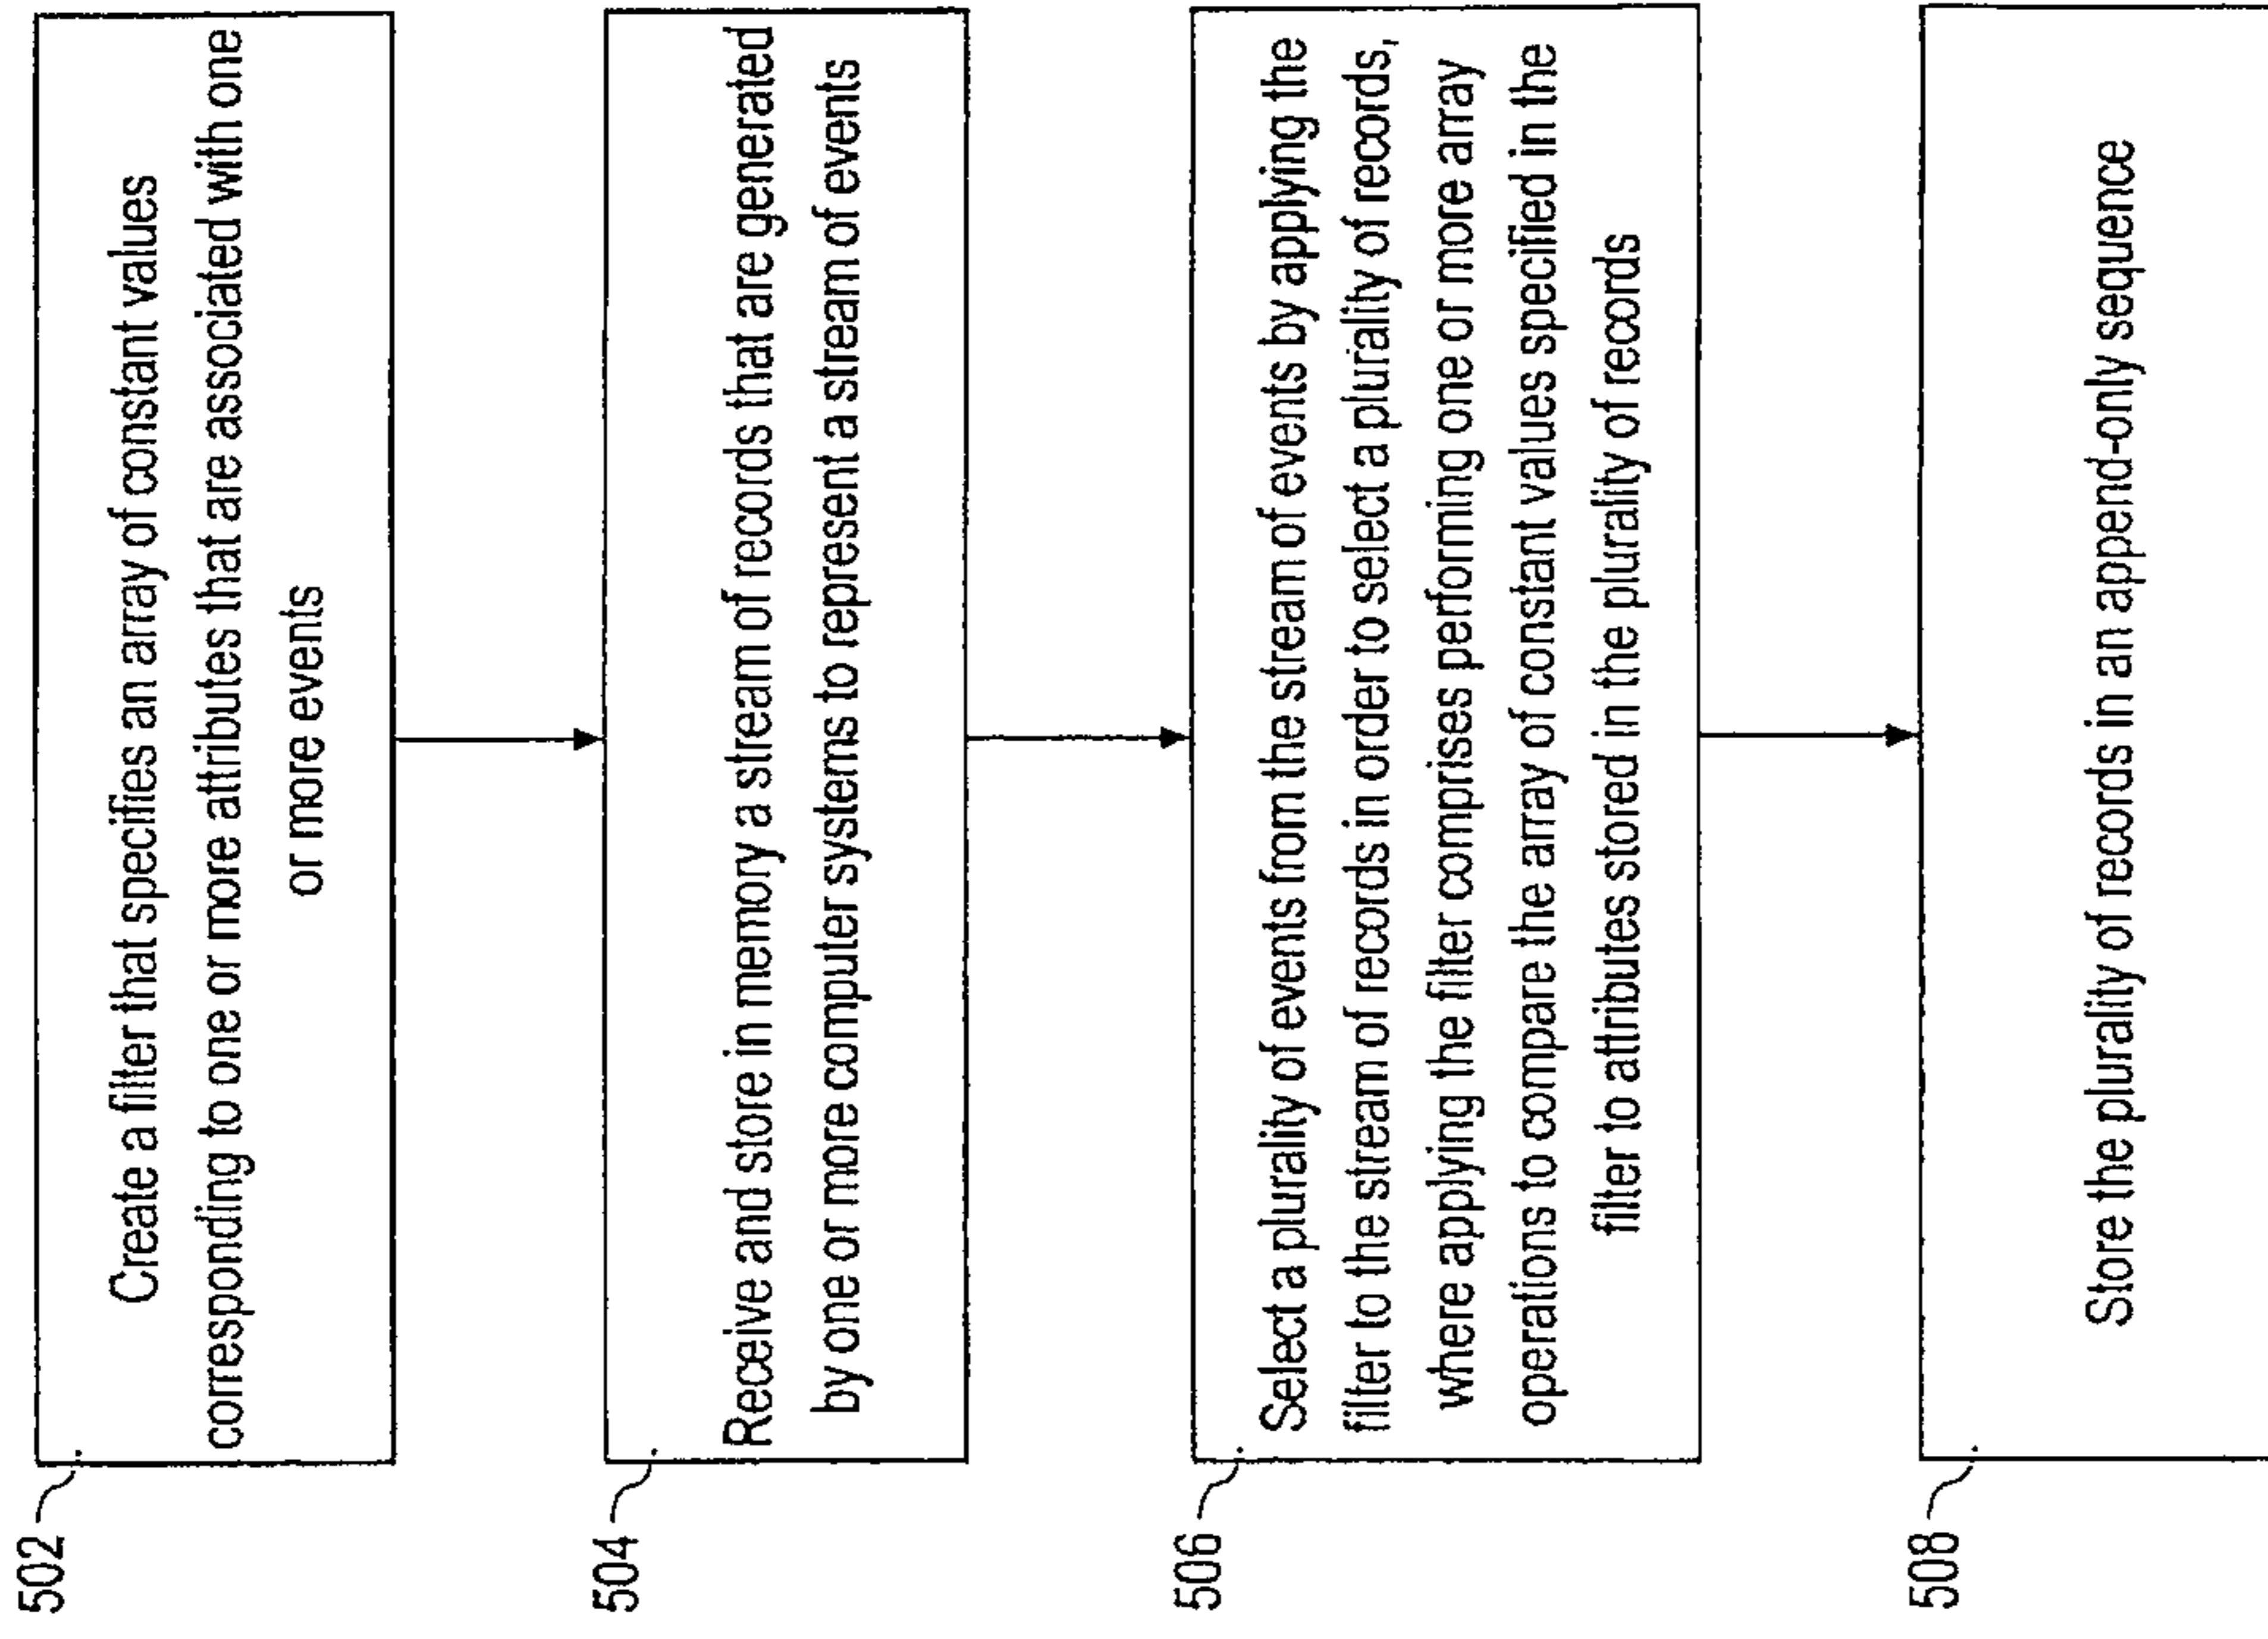 502
Create a filter that specifies an array of constant values
corresponding to one or more attributes that are associated with one
or more events
504
Receive and store in memory a stream of records that are generated
by one or more computer systems to represent a stream of events
506
Select a plurality of events from the stream of events by applying the
filter to the stream of records in order to select a plurality of records,
where applying the filter comprises performing one or more array
operations to compare the array of constant values specified in the
filter to attributes stored in the plurality of records
508
Store the plurality of records in an append-only sequence